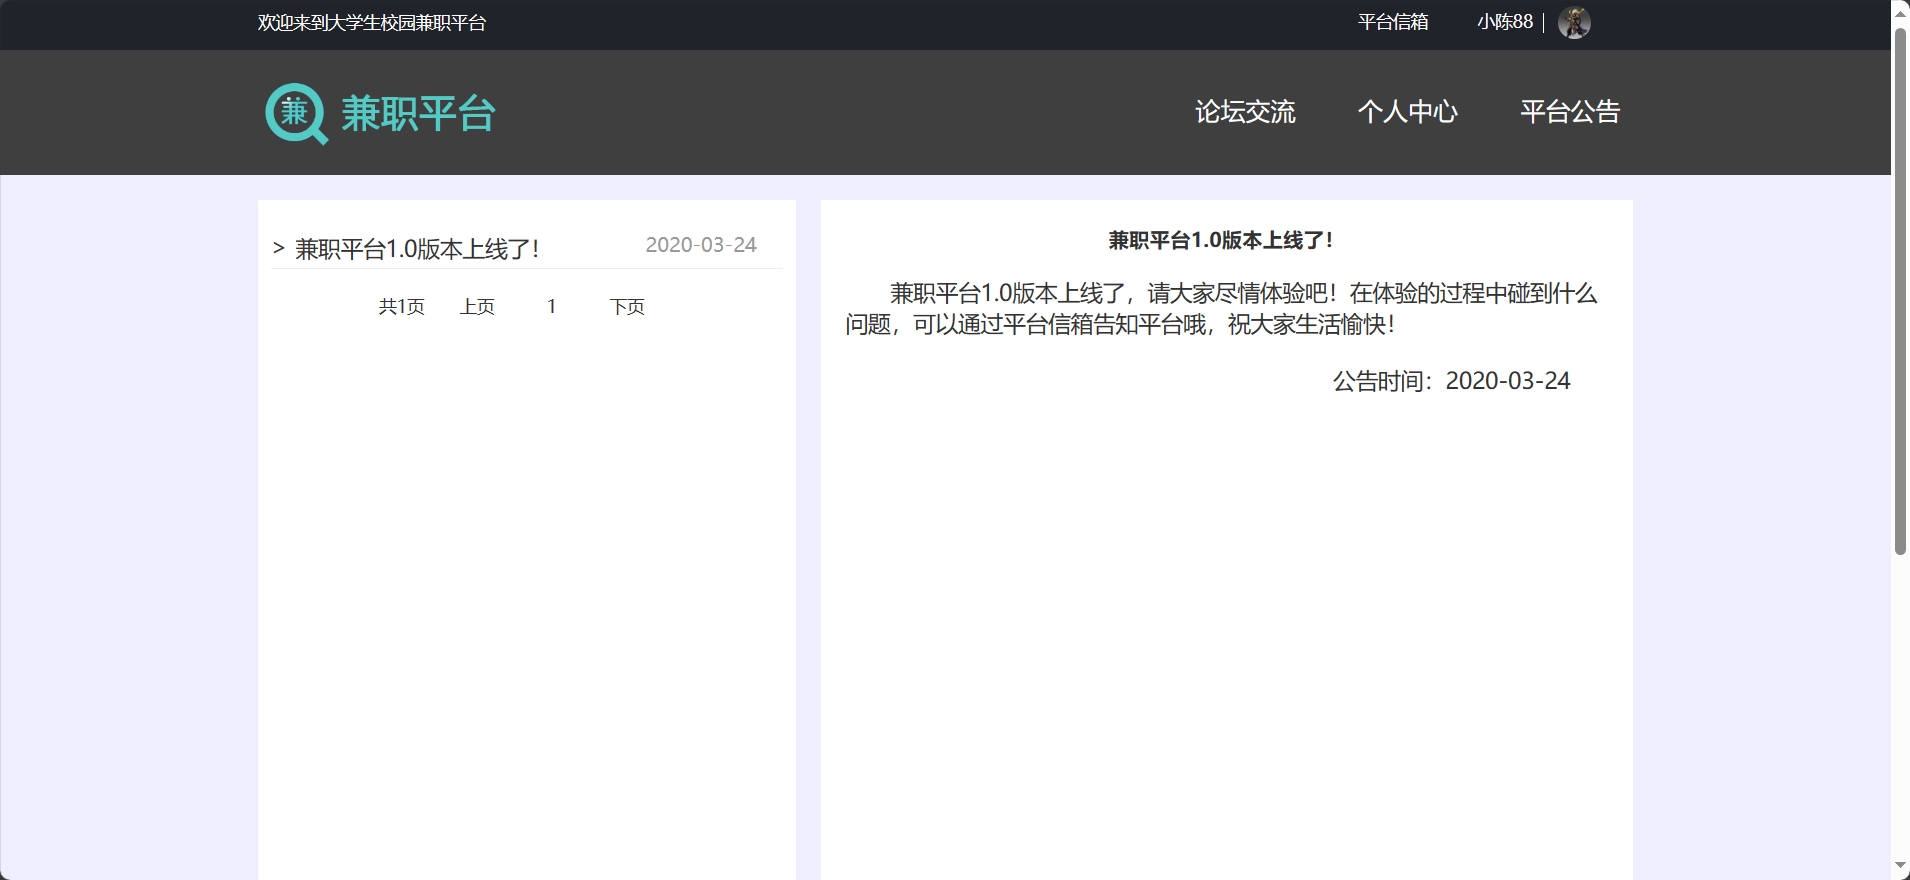 欢迎来到大学生校园兼职平台
平台信箱
小陈88
兼
兼职平台
论坛交流
个人中心
平台公告
> 兼职平台1.0版本上线了！
2020-03-24
共1页 上页 1 下页
兼职平台1.0版本上线了！
兼职平台1.0版本上线了，请大家尽情体验吧！在体验的过程中碰到什么
问题，可以通过平台信箱告知平台哦，祝大家生活愉快！
公告时间：2020-03-24